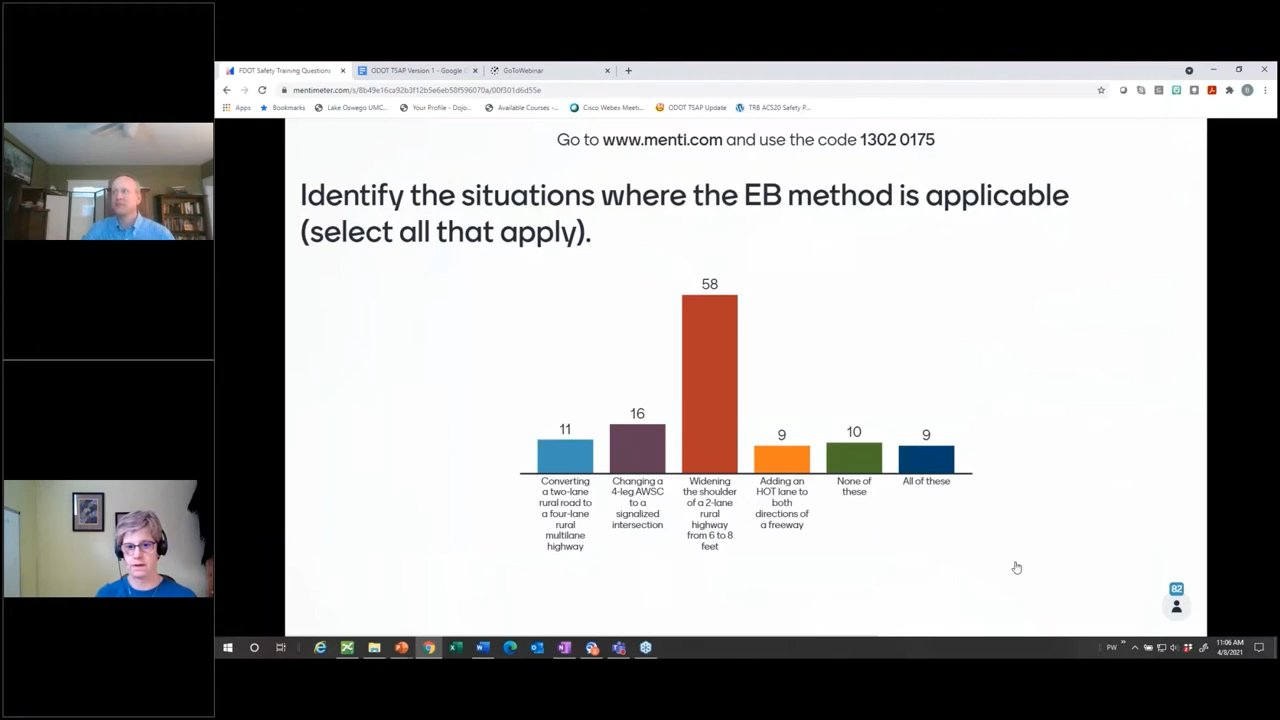 FDOT Safety Training Questions
ODOT TSAP Version 1 - Google
GoToWebinar
mentimeter.com/s/8b49e16ca92b3f12b5e6eb58f596070a/00f301d6d55e
Apps
Bookmarks
Lake Oswego UMC...
Your Profile - Dojo...
Available Courses -...
Cisco Webex Meeti...
ODOT TSAP Update
TRB ACS20 Safety P...
Go to www.menti.com and use the code 1302 0175
Identify the situations where the EB method is applicable
(select all that apply).
58
16
11
10
9
9
Converting
a two-lane
rural road to
a four-lane
rural
multilane
highway
Changing a
4-leg AWSC
to a
signalized
intersection
Widening
the shoulder
of a 2-lane
rural
highway
from 6 to 8
feet
Adding an
HOT lane to
both
directions of
a freeway
None of
these
All of these
82
PW
11:06 AM
4/8/2021